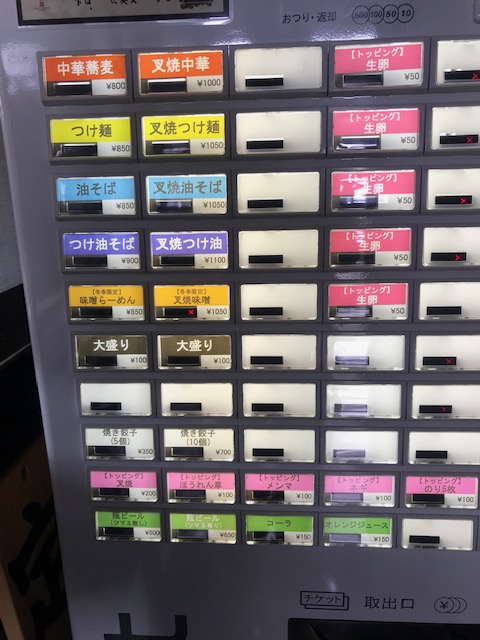 おつり・返却 500 100 50 10
中華蕎麦 ¥800
叉焼中華 ¥1000
【トッピング】
生卵 ¥50
つけ麺 ¥850
叉焼つけ麺 ¥1050
【トッピング】
生卵 ¥50
油そば ¥850
叉焼油そば ¥1050
【トッピング】
生卵 ¥50
つけ油そば ¥900
叉焼つけ油 ¥1100
【トッピング】
生卵 ¥50
【冬季限定】
味噌らーめん ¥850
【冬季限定】
叉焼味噌 ¥1050
【トッピング】
生卵 ¥50
大盛り ¥100
大盛り ¥100
焼き餃子
(5個) ¥350
焼き餃子
(10個) ¥700
【トッピング】
叉焼 ¥200
【トッピング】
ほうれん草 ¥100
【トッピング】
メンマ ¥100
【トッピング】
ネギ ¥100
【トッピング】
のり5枚 ¥100
瓶ビール
(ツマミ無し) ¥500
瓶ビール
(ツマミ有り) ¥650
コーラ ¥150
オレンジジュース ¥150
チケット 取出口